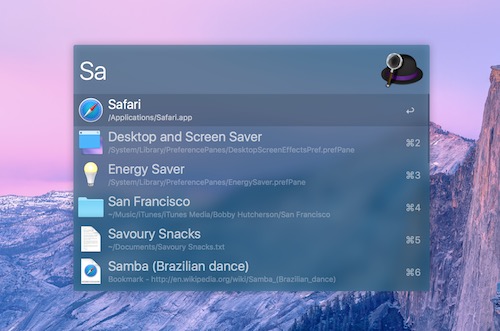 Sa
Safari
/Applications/Safari.app
↩
Desktop and Screen Saver
/System/Library/PreferencePanes/DesktopScreenEffectsPref.prefPane
⌘2
Energy Saver
/System/Library/PreferencePanes/EnergySaver.prefPane
⌘3
San Francisco
~/Music/iTunes/iTunes Media/Bobby Hutcherson/San Francisco
⌘4
Savoury Snacks
~/Documents/Savoury Snacks.txt
⌘5
Samba (Brazilian dance)
Bookmark – http://en.wikipedia.org/wiki/Samba_(Brazilian_dance)
⌘6